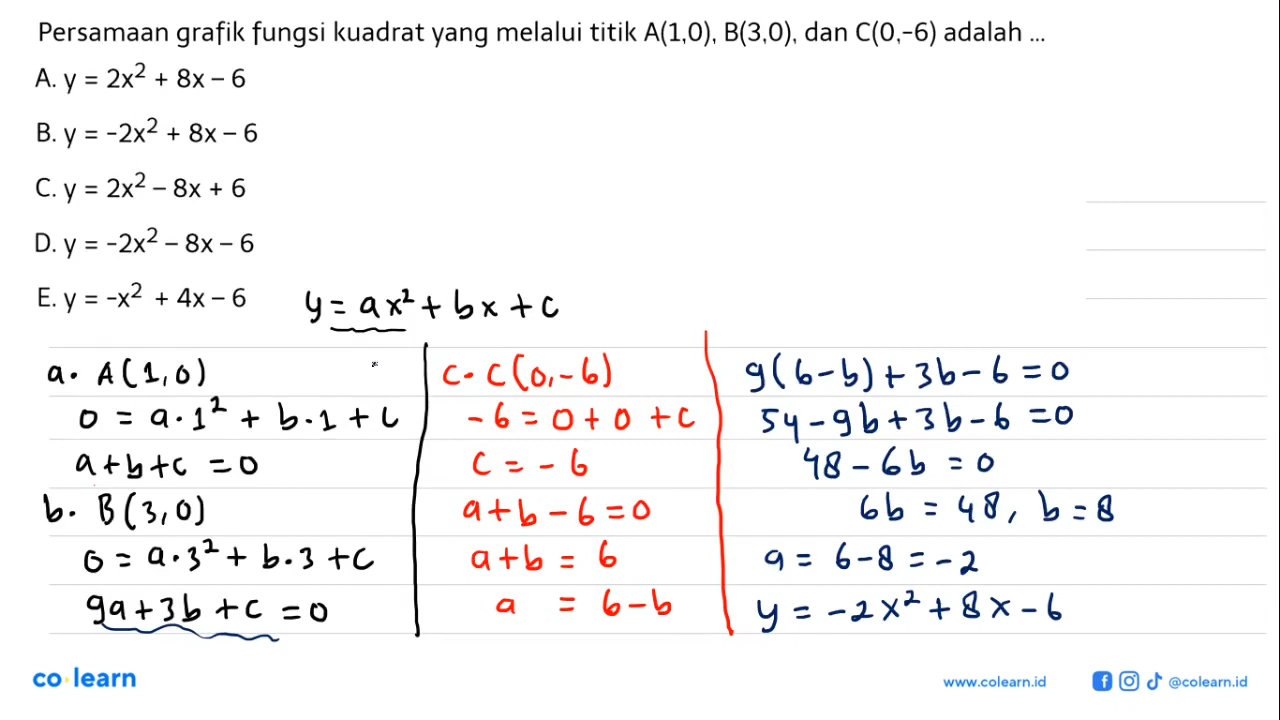 Persamaan grafik fungsi kuadrat yang melalui titik A(1,0), B(3,0), dan C(0,-6) adalah ...
A. y = 2x² + 8x – 6
B. y = -2x² + 8x – 6
C. y = 2x² – 8x + 6
D. y = -2x² – 8x – 6
E. y = -x² + 4x – 6
y = ax² + bx + c
a. A(1,0)
0 = a.1² + b.1 + c
a+b+c = 0
b. B(3,0)
0 = a.3² + b.3 + c
9a+3b+c = 0
c. C(0,-6)
-6 = 0 + 0 + c
c = -6
a+b-6 = 0
a+b = 6
a = 6-b
9(6-b)+3b-6 = 0
54-9b+3b-6 = 0
48-6b = 0
6b = 48, b = 8
a = 6-8 = -2
y = -2x² + 8x - 6
co·learn
www.colearn.id
@colearn.id